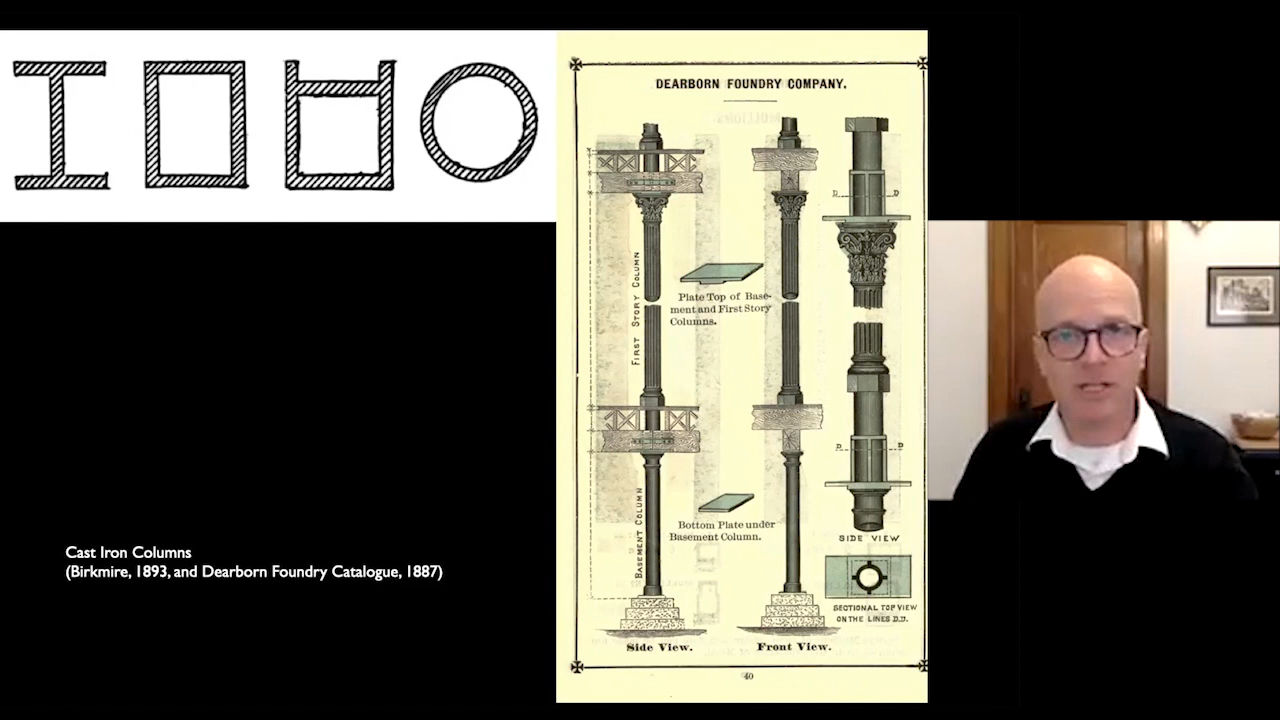 DEARBORN FOUNDRY COMPANY.
D
D
FIRST STORY COLUMN
Plate Top of Base-
ment and First Story
Columns.
D
D
BASEMENT COLUMN
Bottom Plate under
Basement Column.
SIDE VIEW
SECTIONAL TOP VIEW
ON THE LINES D.D.
Side View.
Front View.
40
Cast Iron Columns
(Birkmire, 1893, and Dearborn Foundry Catalogue, 1887)